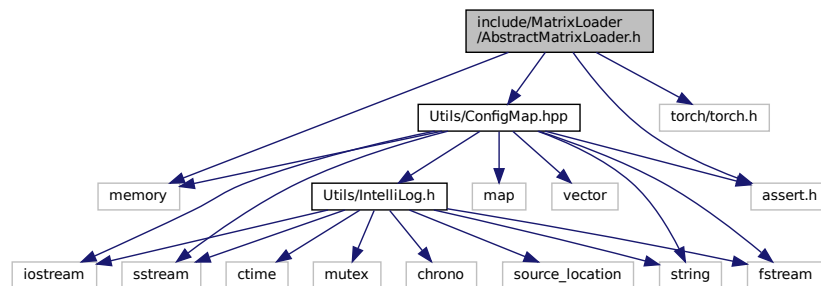 include/MatrixLoader
/AbstractMatrixLoader.h
Utils/ConfigMap.hpp
torch/torch.h
memory
Utils/IntelliLog.h
map
vector
assert.h
iostream
sstream
ctime
mutex
chrono
source_location
string
fstream